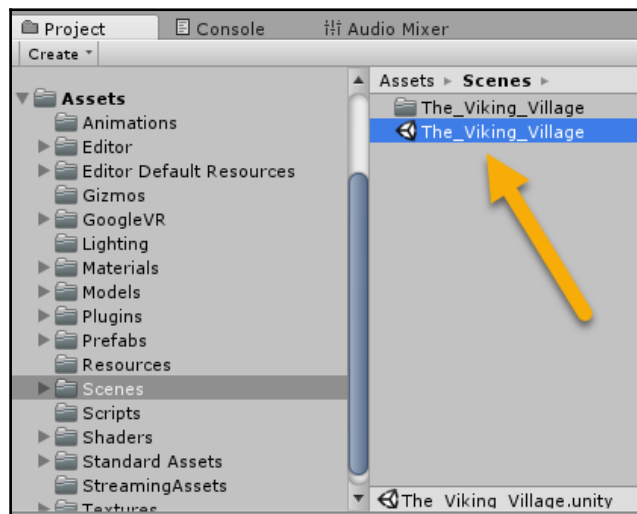 Project Console Audio Mixer
Create
Assets Scenes
Assets
Animations
Editor
Editor Default Resources
Gizmos
GoogleVR
Lighting
Materials
Models
Plugins
Prefabs
Resources
Scenes
Scripts
Shaders
Standard Assets
StreamingAssets
Textures
The_Viking_Village
The_Viking_Village
The_Viking_Village.unity